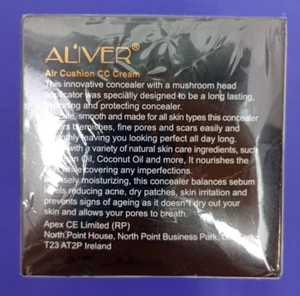 ALIVER®
Air Cushion CC Cream
This innovative concealer with a mushroom head
applicator was specially designed to be a long lasting,
hydrating and protecting concealer.
smooth and made for all skin types this concealer
blemishes, fine pores and scars easily and
leaving you looking perfect all day long.
with a variety of natural skin care ingredients, such
Oil, Coconut Oil and more, It nourishes the
while covering any imperfections.
moisturizing, this concealer balances sebum
levels reducing acne, dry patches, skin irritation and
prevents signs of ageing as it doesn't dry out your
skin and allows your pores to breath.
Apex CE Limited (RP)
North Point House, North Point Business Park,
T23 AT2P Ireland